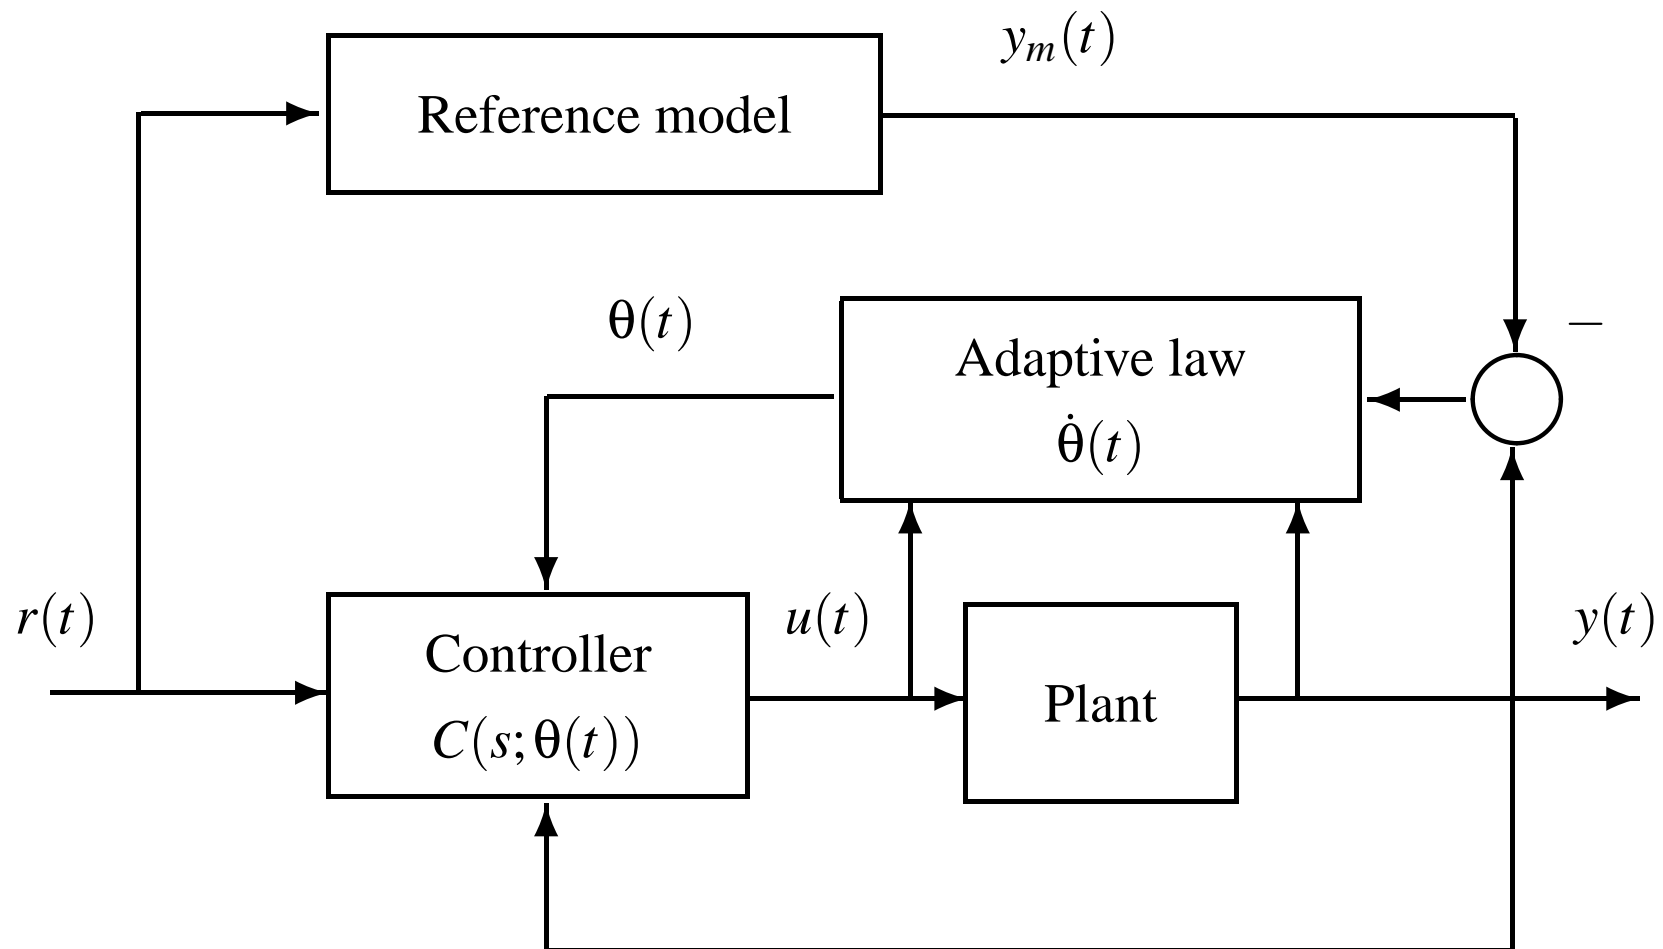 y_m(t)
Reference model
θ(t)
−
Adaptive law
θ̇(t)
r(t)
Controller
C(s;θ(t))
u(t)
Plant
y(t)